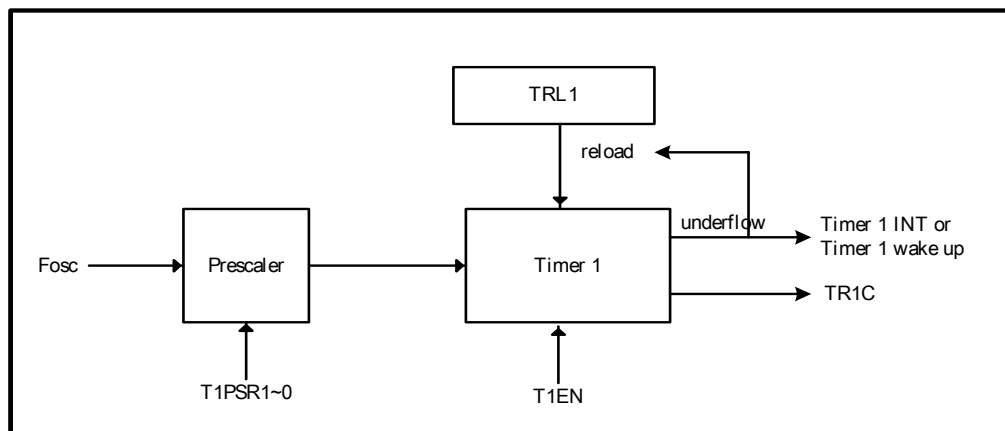 TRL1
reload
underflow
Timer 1 INT or
Timer 1 wake up
Fosc
Prescaler
Timer 1
TR1C
T1PSR1~0
T1EN